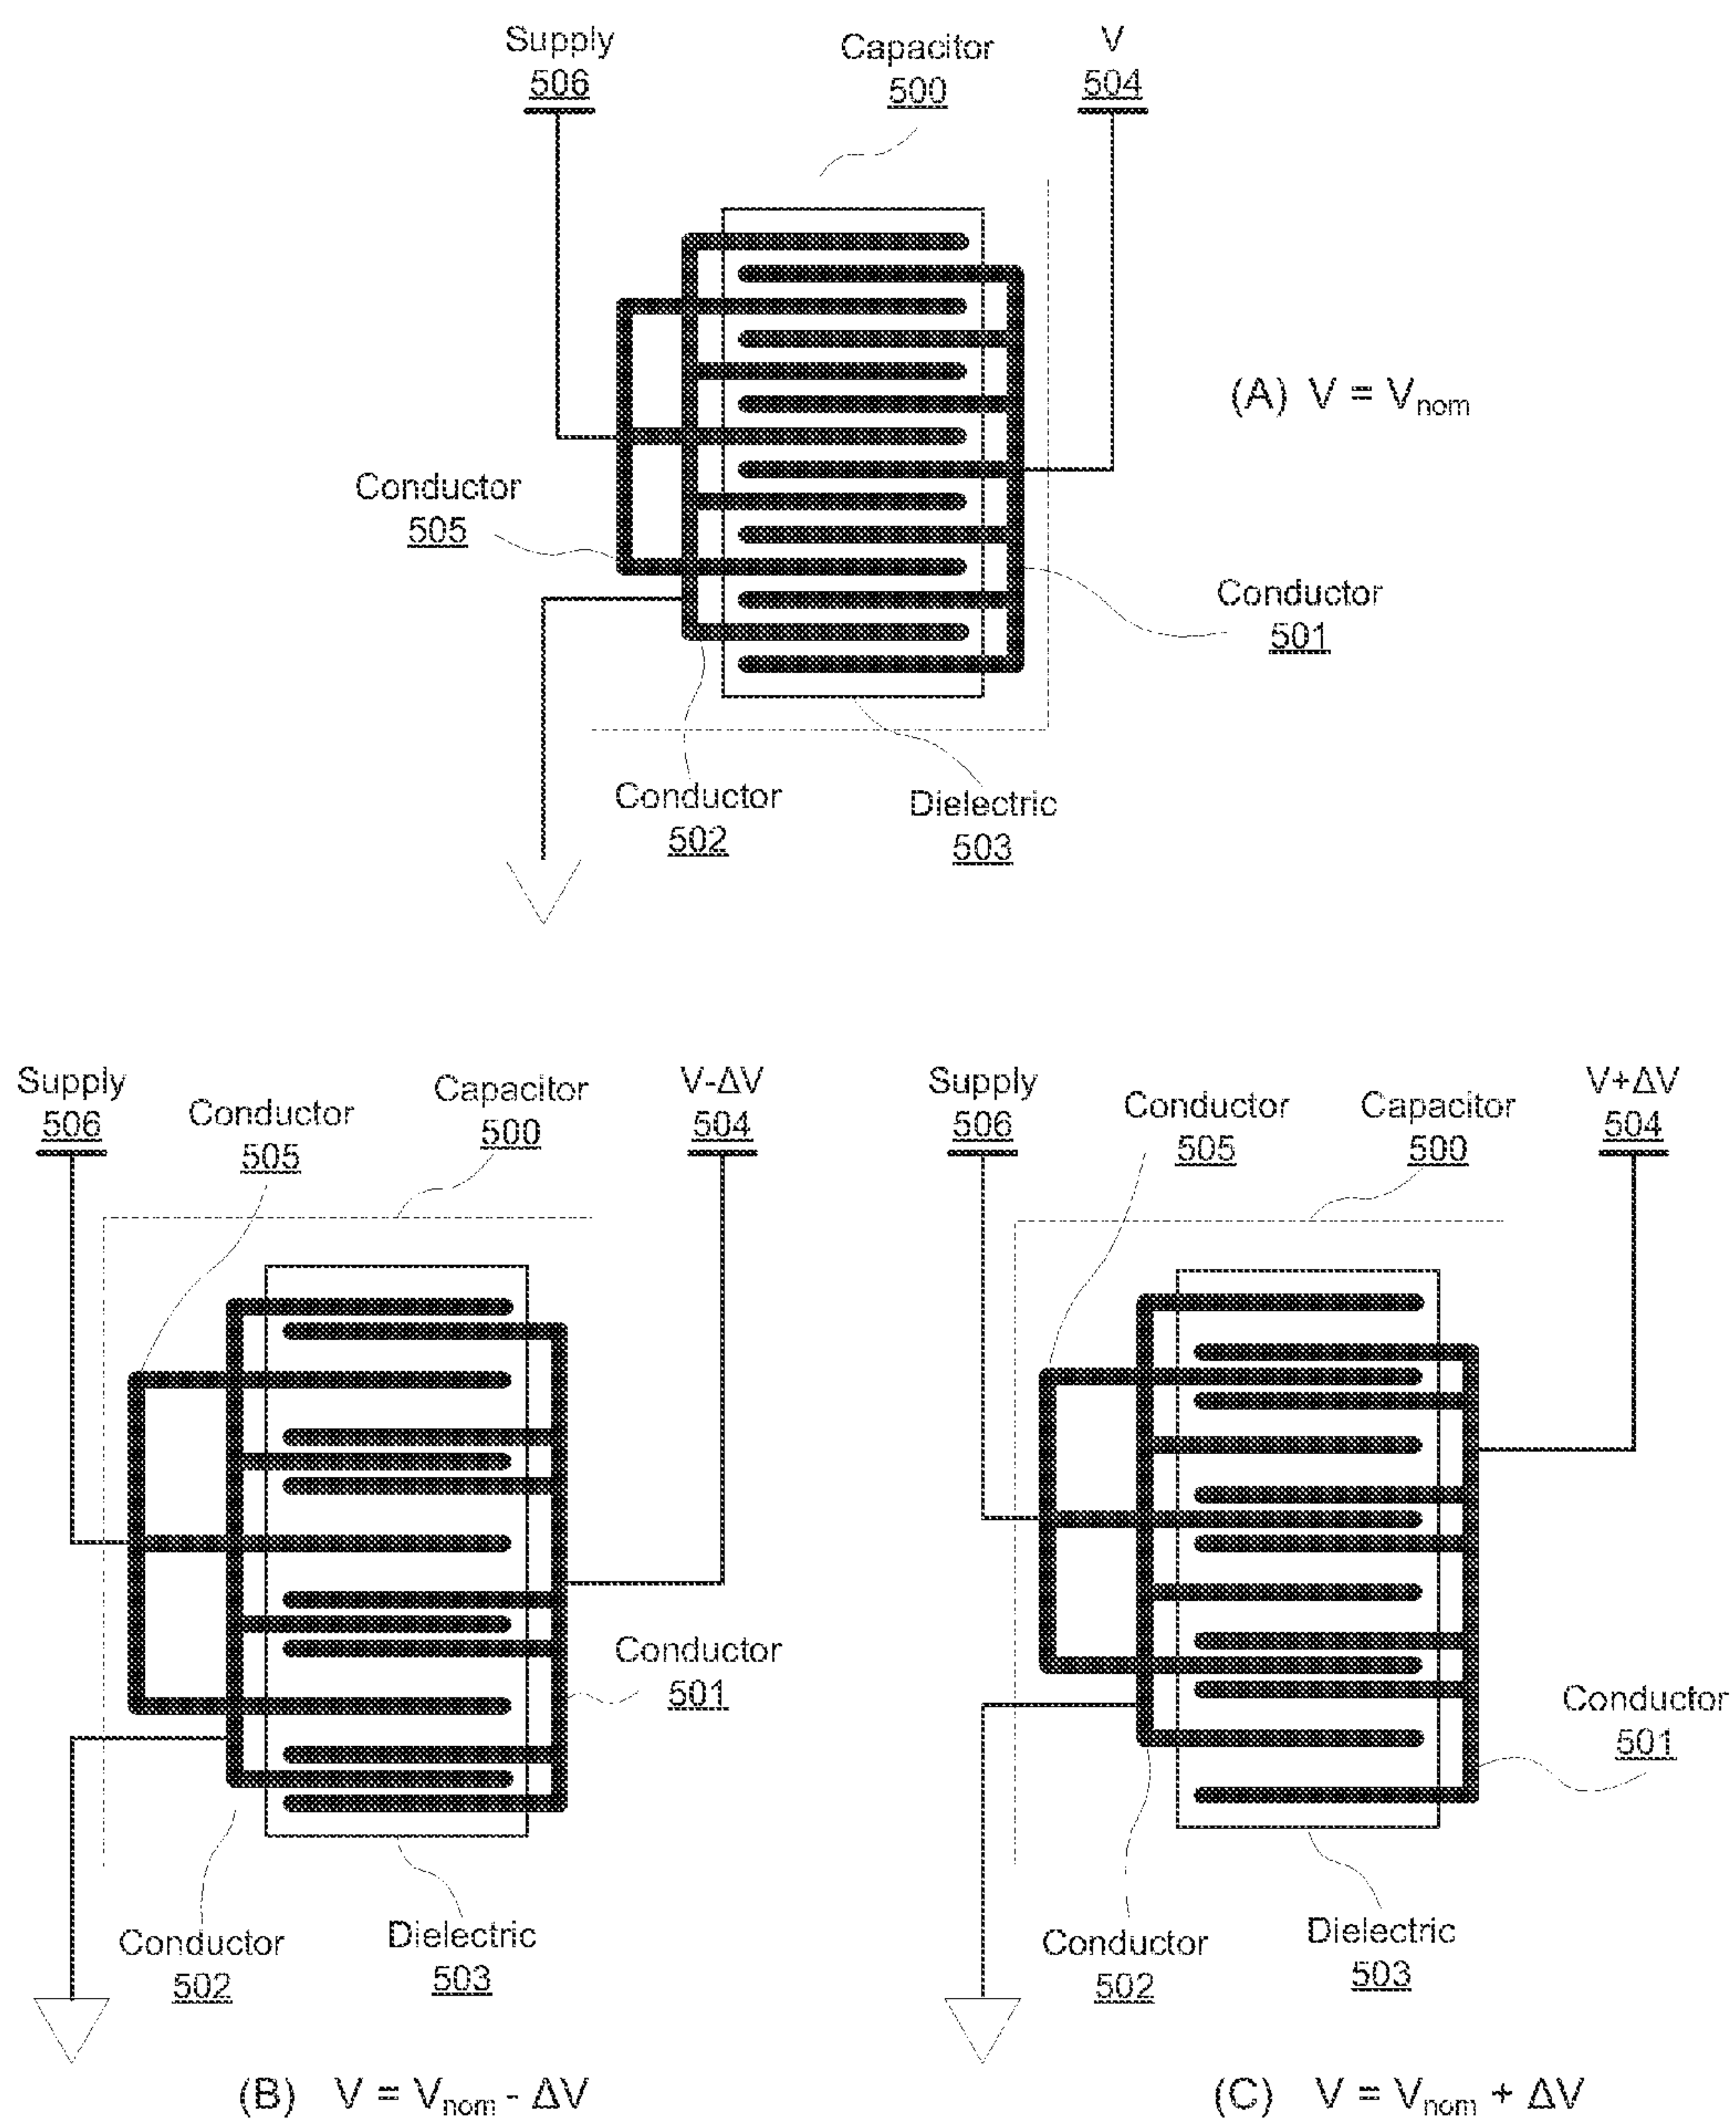 Supply
506
Capacitor
500
V
504
(A) V = Vnom
Conductor
505
Conductor
501
Conductor
502
Dielectric
503
Supply
506
Conductor
505
Capacitor
500
V-ΔV
504
Supply
506
Conductor
505
Capacitor
500
V+ΔV
504
Conductor
501
Conductor
501
Conductor
502
Dielectric
503
Conductor
502
Dielectric
503
(B) V = Vnom - ΔV
(C) V = Vnom + ΔV